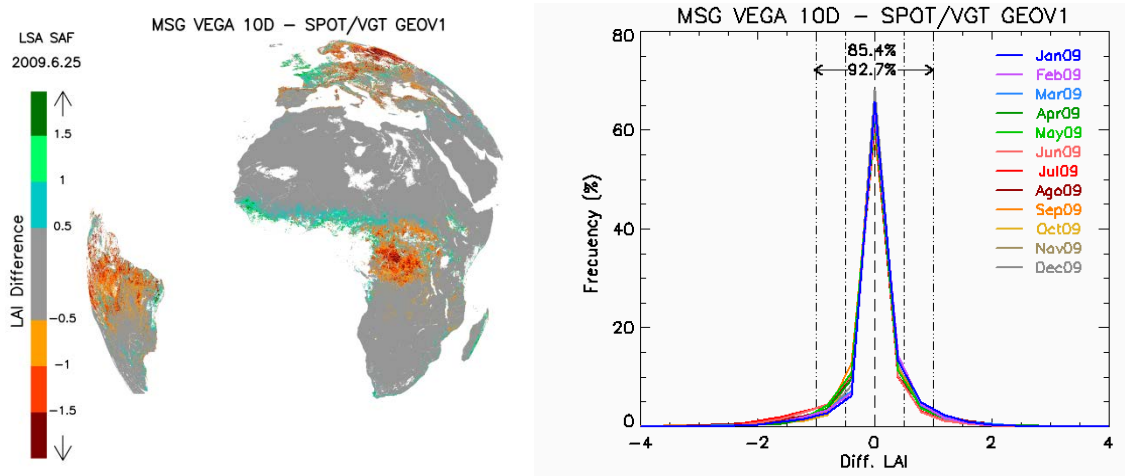 MSG VEGA 10D – SPOT/VGT GEOV1
LSA SAF
2009.6.25
1.5
1
0.5
−0.5
−1
−1.5
LAI Difference
MSG VEGA 10D – SPOT/VGT GEOV1
80
60
40
20
0
Frecuency (%)
85.4%
92.7%
Jan09
Feb09
Mar09
Apr09
May09
Jun09
Jul09
Ago09
Sep09
Oct09
Nav09
Dec09
−4 −2 0 2 4
Diff. LAI